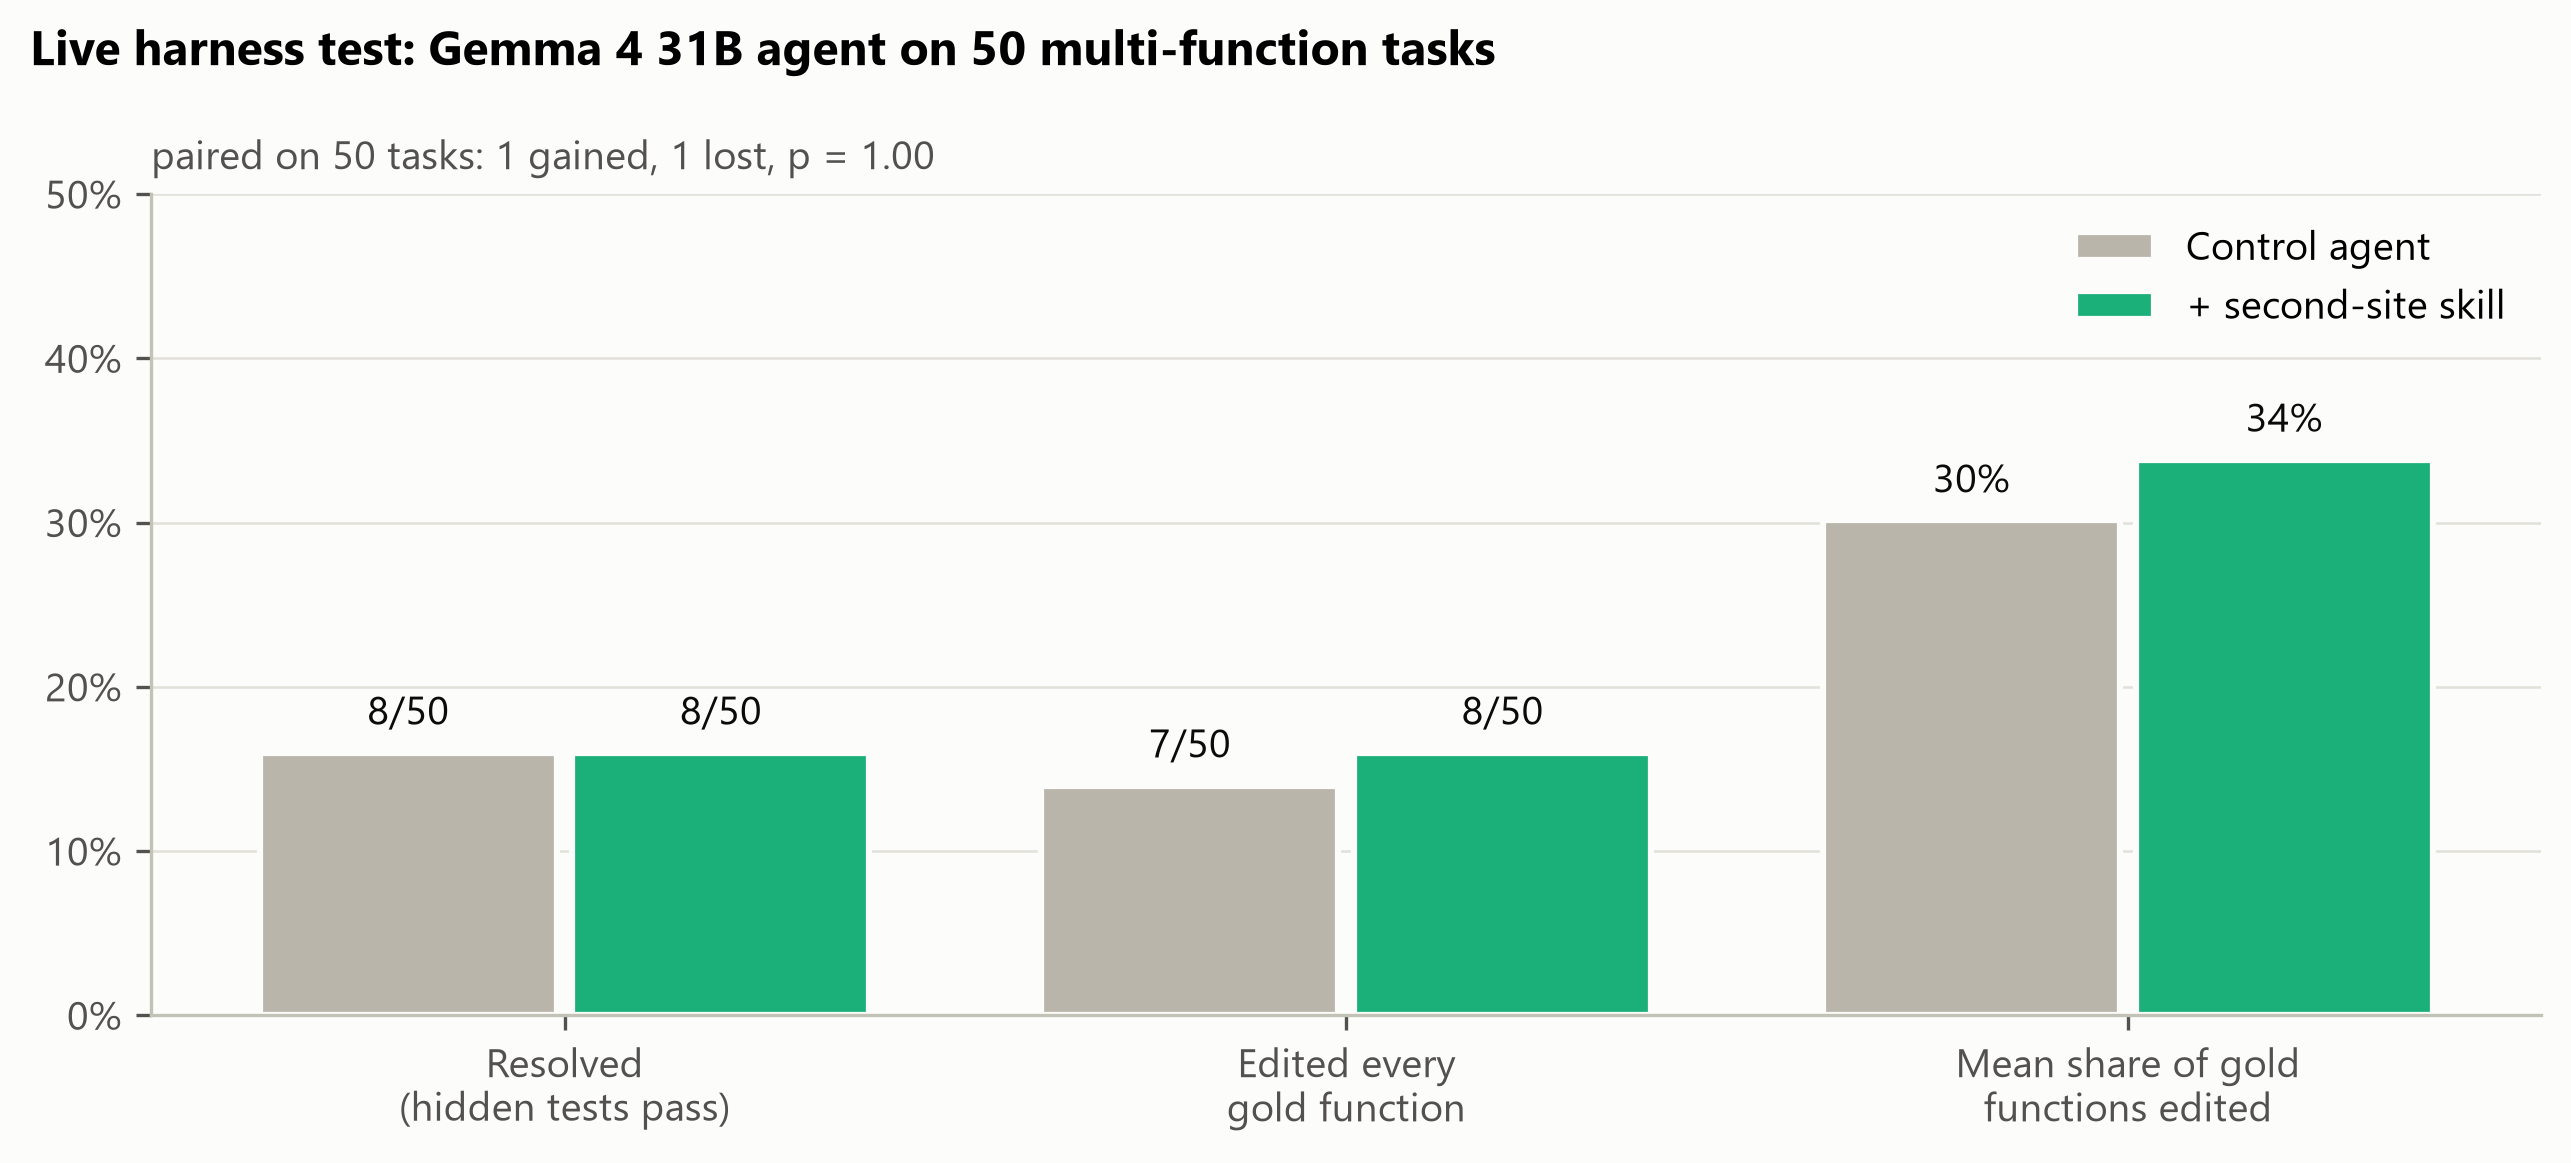 Live harness test: Gemma 4 31B agent on 50 multi-function tasks
paired on 50 tasks: 1 gained, 1 lost, p = 1.00
50%
40%
30%
20%
10%
0%
Control agent
+ second-site skill
8/50
8/50
7/50
8/50
30%
34%
Resolved
(hidden tests pass)
Edited every
gold function
Mean share of gold
functions edited